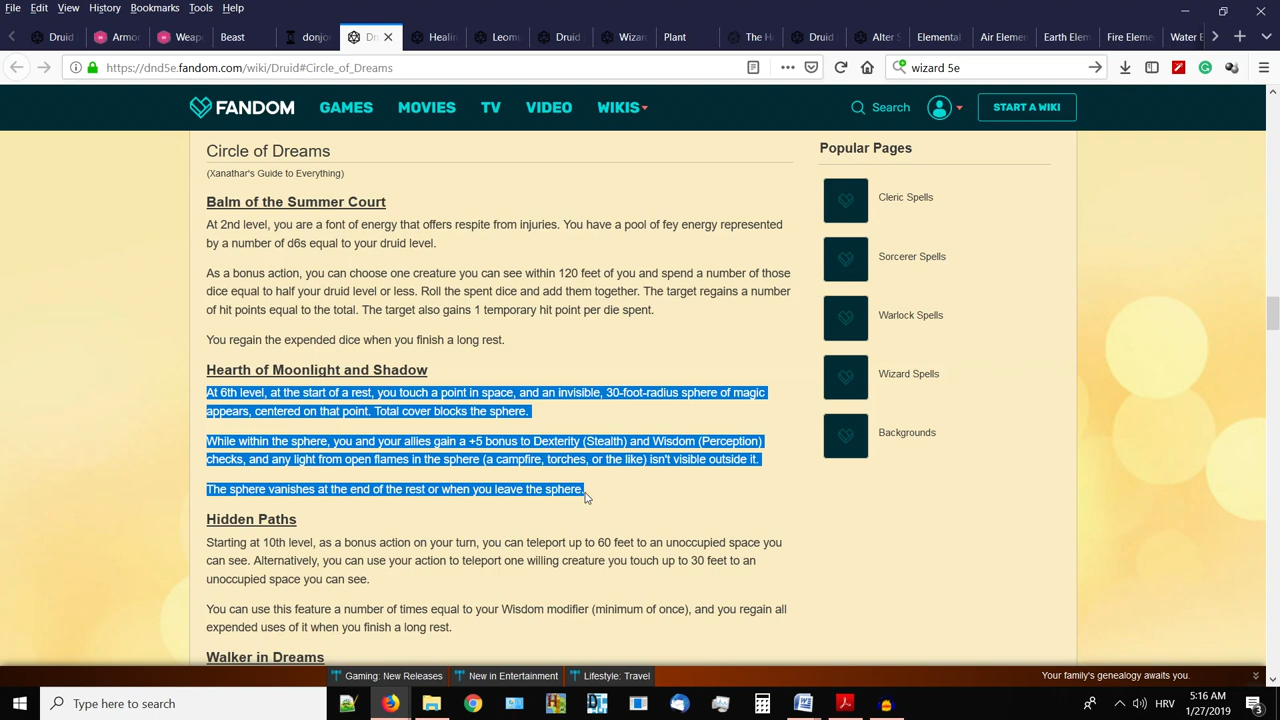 File Edit View History Bookmarks Tools Help
Druid Armor Weap Beast donjo Dr Healin Leomu Druid Wizar Plant The H Druid Alter S Elemental Air Elemen Earth Elem Fire Eleme Water E
https://dnd5e.fandom.com/wiki/Druid#Circle_of_Dreams
wizard 5e
FANDOM GAMES MOVIES TV VIDEO WIKIS Search START A WIKI
Circle of Dreams
(Xanathar's Guide to Everything)
Balm of the Summer Court
At 2nd level, you are a font of energy that offers respite from injuries. You have a pool of fey energy represented
by a number of d6s equal to your druid level.
As a bonus action, you can choose one creature you can see within 120 feet of you and spend a number of those
dice equal to half your druid level or less. Roll the spent dice and add them together. The target regains a number
of hit points equal to the total. The target also gains 1 temporary hit point per die spent.
You regain the expended dice when you finish a long rest.
Hearth of Moonlight and Shadow
At 6th level, at the start of a rest, you touch a point in space, and an invisible, 30-foot-radius sphere of magic
appears, centered on that point. Total cover blocks the sphere.
While within the sphere, you and your allies gain a +5 bonus to Dexterity (Stealth) and Wisdom (Perception)
checks, and any light from open flames in the sphere (a campfire, torches, or the like) isn't visible outside it.
The sphere vanishes at the end of the rest or when you leave the sphere.
Hidden Paths
Starting at 10th level, as a bonus action on your turn, you can teleport up to 60 feet to an unoccupied space you
can see. Alternatively, you can use your action to teleport one willing creature you touch up to 30 feet to an
unoccupied space you can see.
You can use this feature a number of times equal to your Wisdom modifier (minimum of once), and you regain all
expended uses of it when you finish a long rest.
Walker in Dreams
Popular Pages
Cleric Spells
Sorcerer Spells
Warlock Spells
Wizard Spells
Backgrounds
Gaming: New Releases New in Entertainment Lifestyle: Travel Your family's genealogy awaits you.
Type here to search
HRV
5:16 AM
1/27/2019
3